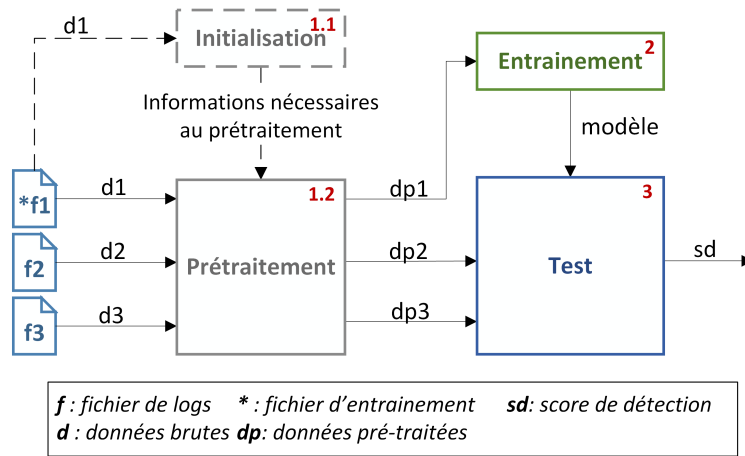 d1
Initialisation
1.1
Entrainement
2
Informations nécessaires
au prétraitement
modèle
*f1
d1
1.2
dp1
3
f2
d2
Prétraitement
dp2
Test
sd
f3
d3
dp3
f : fichier de logs * : fichier d'entrainement sd: score de détection
d : données brutes dp: données pré-traitées